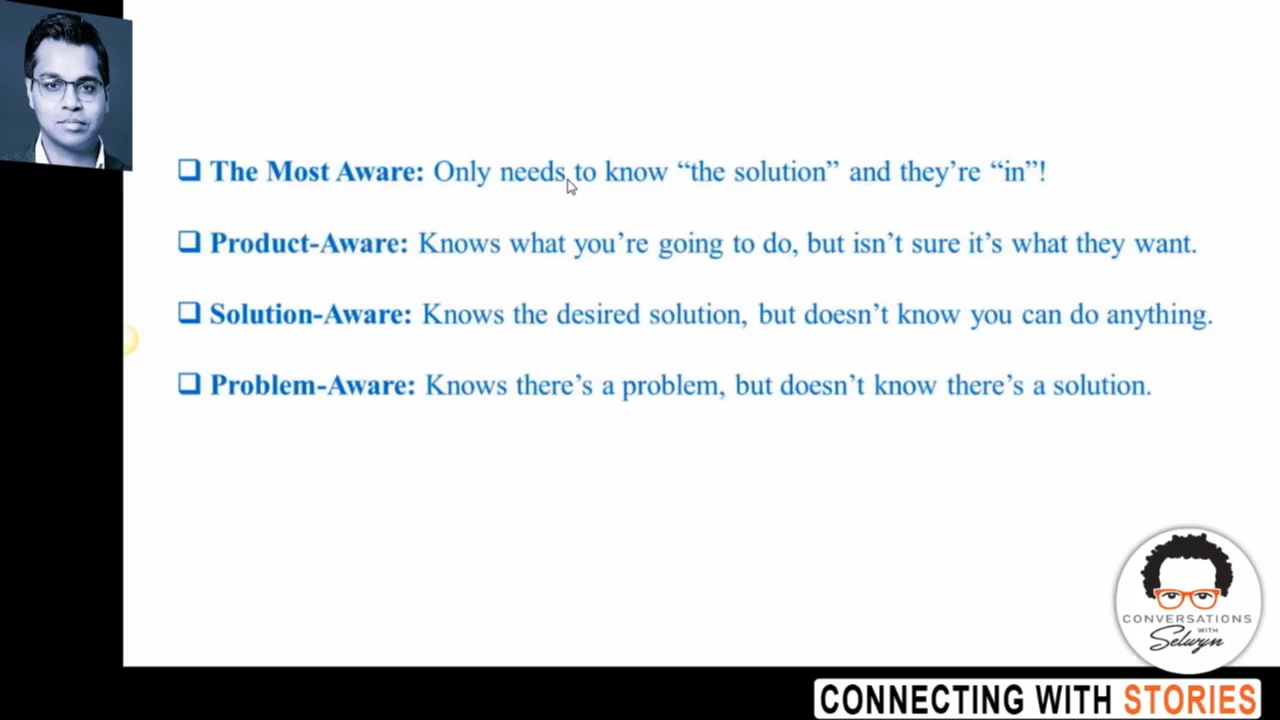 The Most Aware: Only needs to know “the solution” and they’re “in”!
Product-Aware: Knows what you’re going to do, but isn’t sure it’s what they want.
Solution-Aware: Knows the desired solution, but doesn’t know you can do anything.
Problem-Aware: Knows there’s a problem, but doesn’t know there’s a solution.
CONVERSATIONS
WITH
Selwyn
CONNECTING WITH STORIES